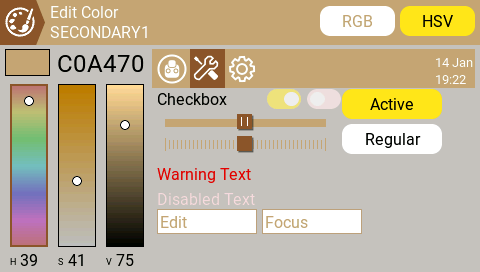 Edit Color
SECONDARY1
RGB
HSV
C0A470
14 Jan
19:22
Checkbox
Active
Regular
Warning Text
Disabled Text
Edit
Focus
H 39
S 41
V 75